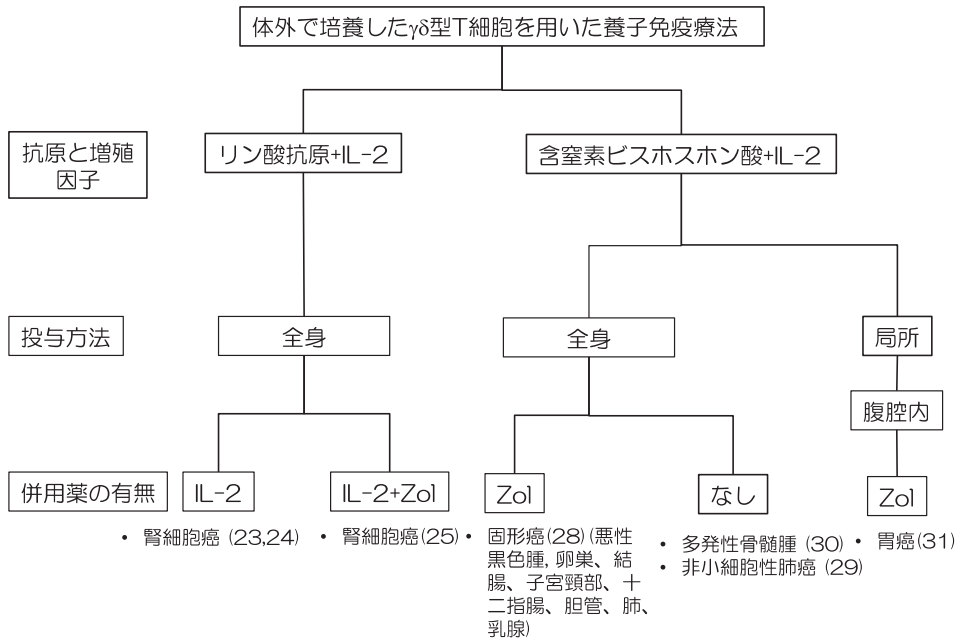 体外で培養したγδ型T細胞を用いた養子免疫療法
抗原と増殖
因子
リン酸抗原+IL-2
含窒素ビスホスホン酸+IL-2
投与方法
全身
全身
局所
腹腔内
併用薬の有無
IL-2
IL-2+Zol
Zol
なし
Zol
• 腎細胞癌 (23,24)
• 腎細胞癌(25)
• 固形癌(28) (悪性
黒色腫, 卵巣、結
腸、子宮頸部、十
二指腸、胆管、肺、
乳腺)
• 多発性骨髄腫 (30)
• 非小細胞性肺癌 (29)
• 胃癌(31)